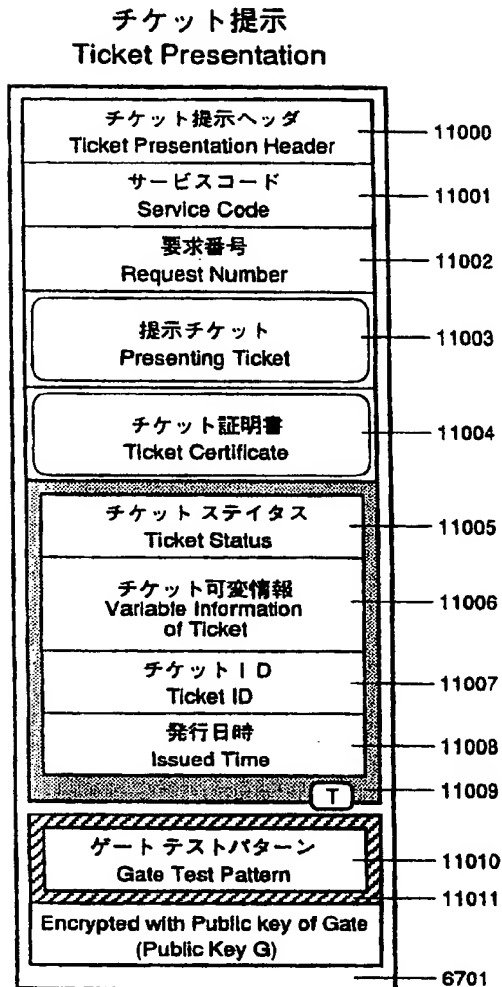 チケット提示
Ticket Presentation
チケット提示ヘッダ
Ticket Presentation Header
11000
サービスコード
Service Code
11001
要求番号
Request Number
11002
提示チケット
Presenting Ticket
11003
チケット証明書
Ticket Certificate
11004
チケット ステイタス
Ticket Status
11005
チケット可変情報
Variable Information
of Ticket
11006
チケットID
Ticket ID
11007
発行日時
Issued Time
11008
11009
T
ゲート テストパターン
Gate Test Pattern
11010
11011
Encrypted with Public key of Gate
(Public Key G)
6701